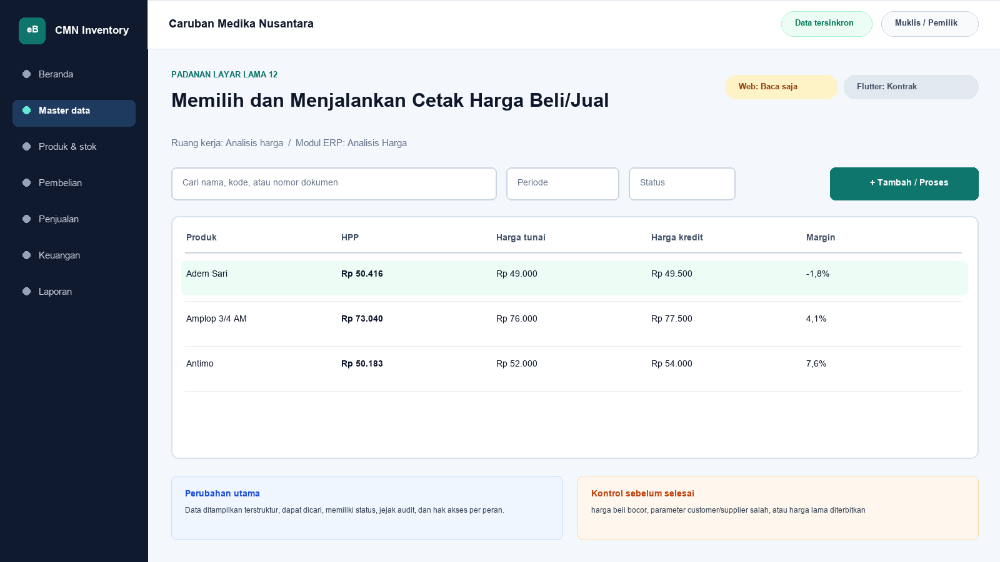 eB
CMN Inventory
Beranda
Master data
Produk & stok
Pembelian
Penjualan
Keuangan
Laporan
Caruban Medika Nusantara
Data tersinkron
Muklis / Pemilik
PADANAN LAYAR LAMA 12
Memilih dan Menjalankan Cetak Harga Beli/Jual
Web: Baca saja
Flutter: Kontrak
Ruang kerja: Analisis harga / Modul ERP: Analisis Harga
Cari nama, kode, atau nomor dokumen
Periode
Status
+ Tambah / Proses
Produk HPP Harga tunai Harga kredit Margin
Adem Sari Rp 50.416 Rp 49.000 Rp 49.500 -1,8%
Amplop 3/4 AM Rp 73.040 Rp 76.000 Rp 77.500 4,1%
Antimo Rp 50.183 Rp 52.000 Rp 54.000 7,6%
Perubahan utama
Data ditampilkan terstruktur, dapat dicari, memiliki status, jejak audit, dan hak akses per peran.
Kontrol sebelum selesai
harga beli bocor, parameter customer/supplier salah, atau harga lama diterbitkan